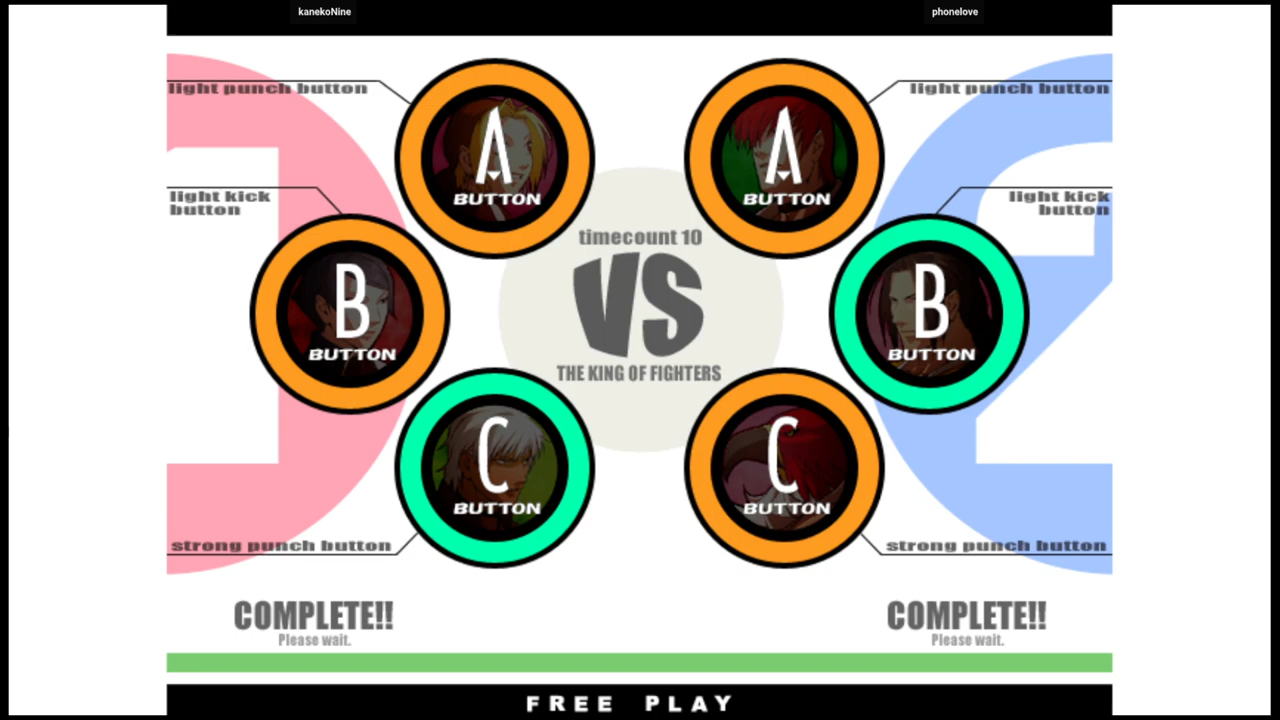 kanekoNine
phonelove
light punch button
light punch button
A
BUTTON
A
BUTTON
light kick
button
light kick
button
timecount 10
VS
THE KING OF FIGHTERS
B
BUTTON
B
BUTTON
C
BUTTON
C
BUTTON
strong punch button
strong punch button
COMPLETE!!
Please wait.
COMPLETE!!
Please wait.
FREE PLAY